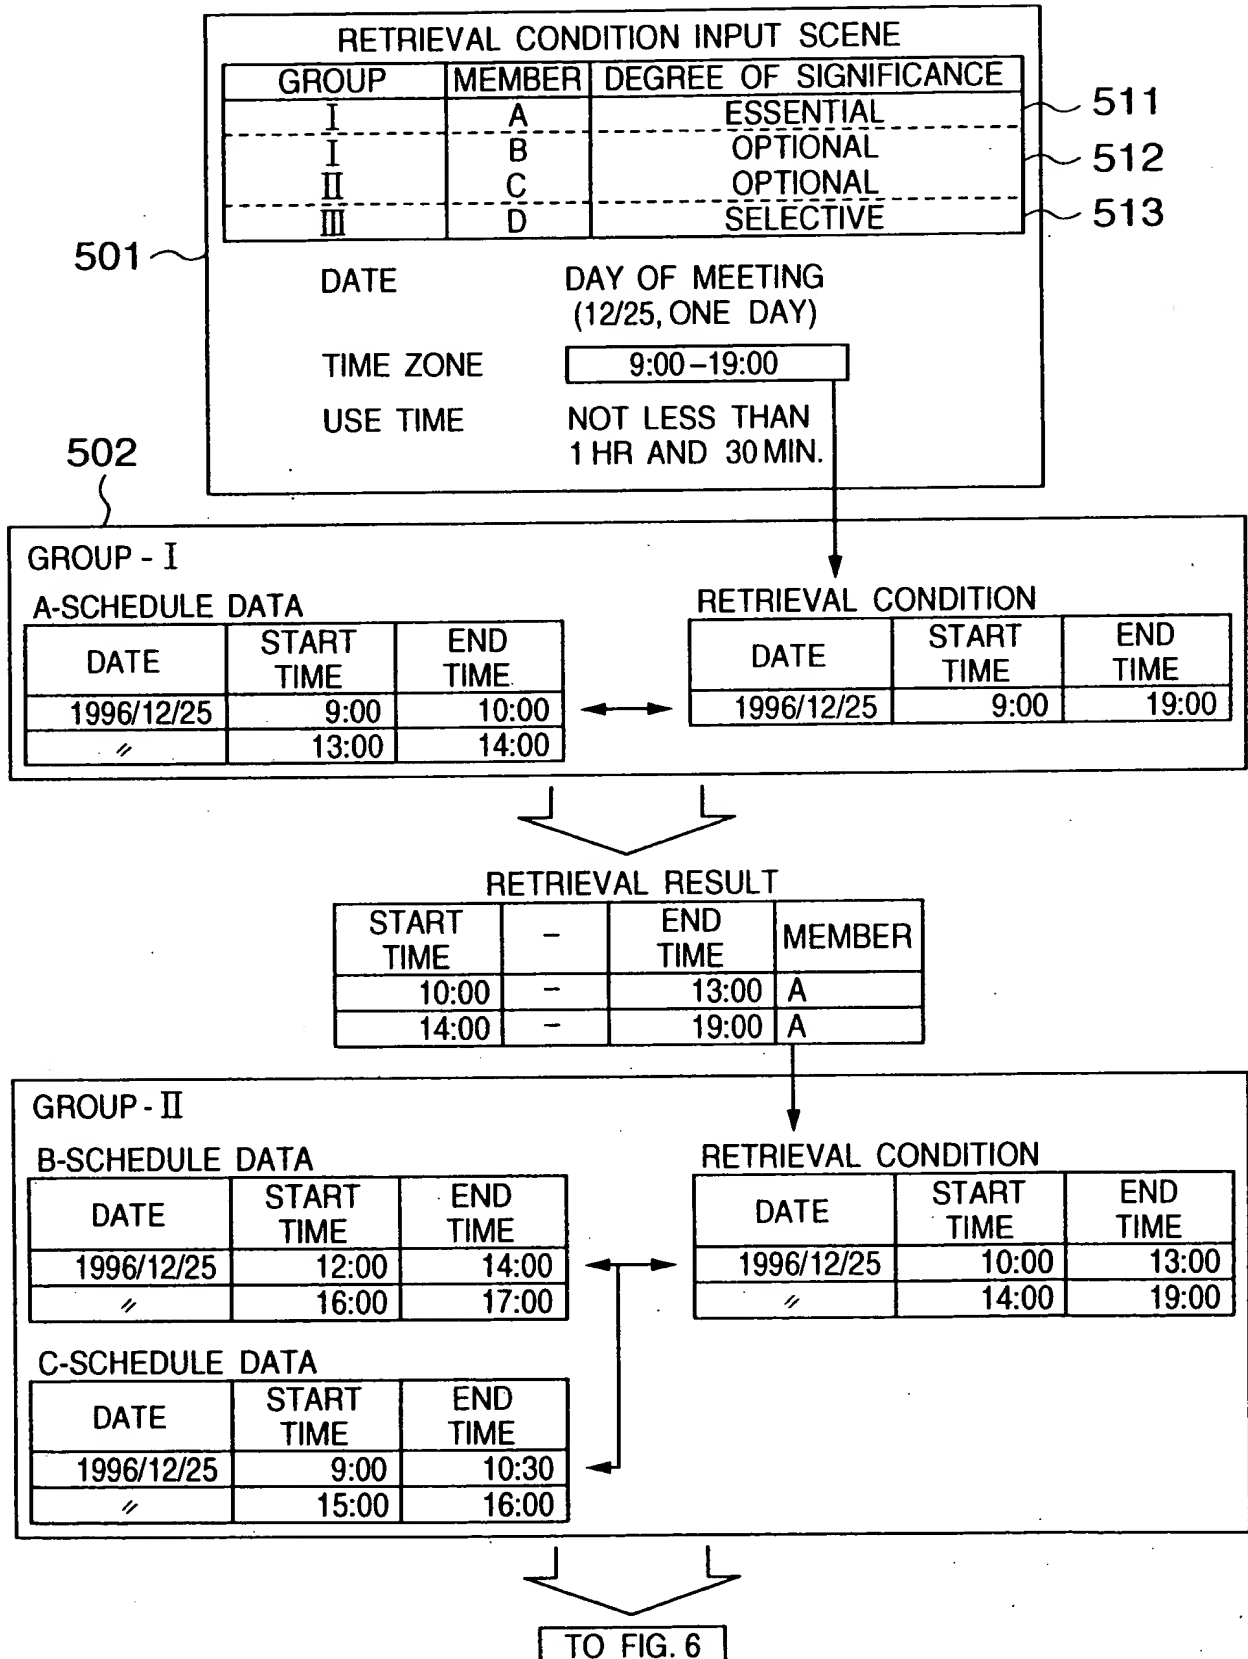 RETRIEVAL CONDITION INPUT SCENE
GROUP MEMBER DEGREE OF SIGNIFICANCE
I A ESSENTIAL 511
I B OPTIONAL 512
II C OPTIONAL
III D SELECTIVE 513
501
DATE DAY OF MEETING
(12/25, ONE DAY)
TIME ZONE 9:00-19:00
USE TIME NOT LESS THAN
1 HR AND 30 MIN.
502
GROUP - I
A-SCHEDULE DATA
DATE START TIME END TIME
1996/12/25 9:00 10:00
〃 13:00 14:00
RETRIEVAL CONDITION
DATE START TIME END TIME
1996/12/25 9:00 19:00
RETRIEVAL RESULT
START TIME - END TIME MEMBER
10:00 - 13:00 A
14:00 - 19:00 A
GROUP - II
B-SCHEDULE DATA
DATE START TIME END TIME
1996/12/25 12:00 14:00
〃 16:00 17:00
RETRIEVAL CONDITION
DATE START TIME END TIME
1996/12/25 10:00 13:00
〃 14:00 19:00
C-SCHEDULE DATA
DATE START TIME END TIME
1996/12/25 9:00 10:30
〃 15:00 16:00
TO FIG. 6